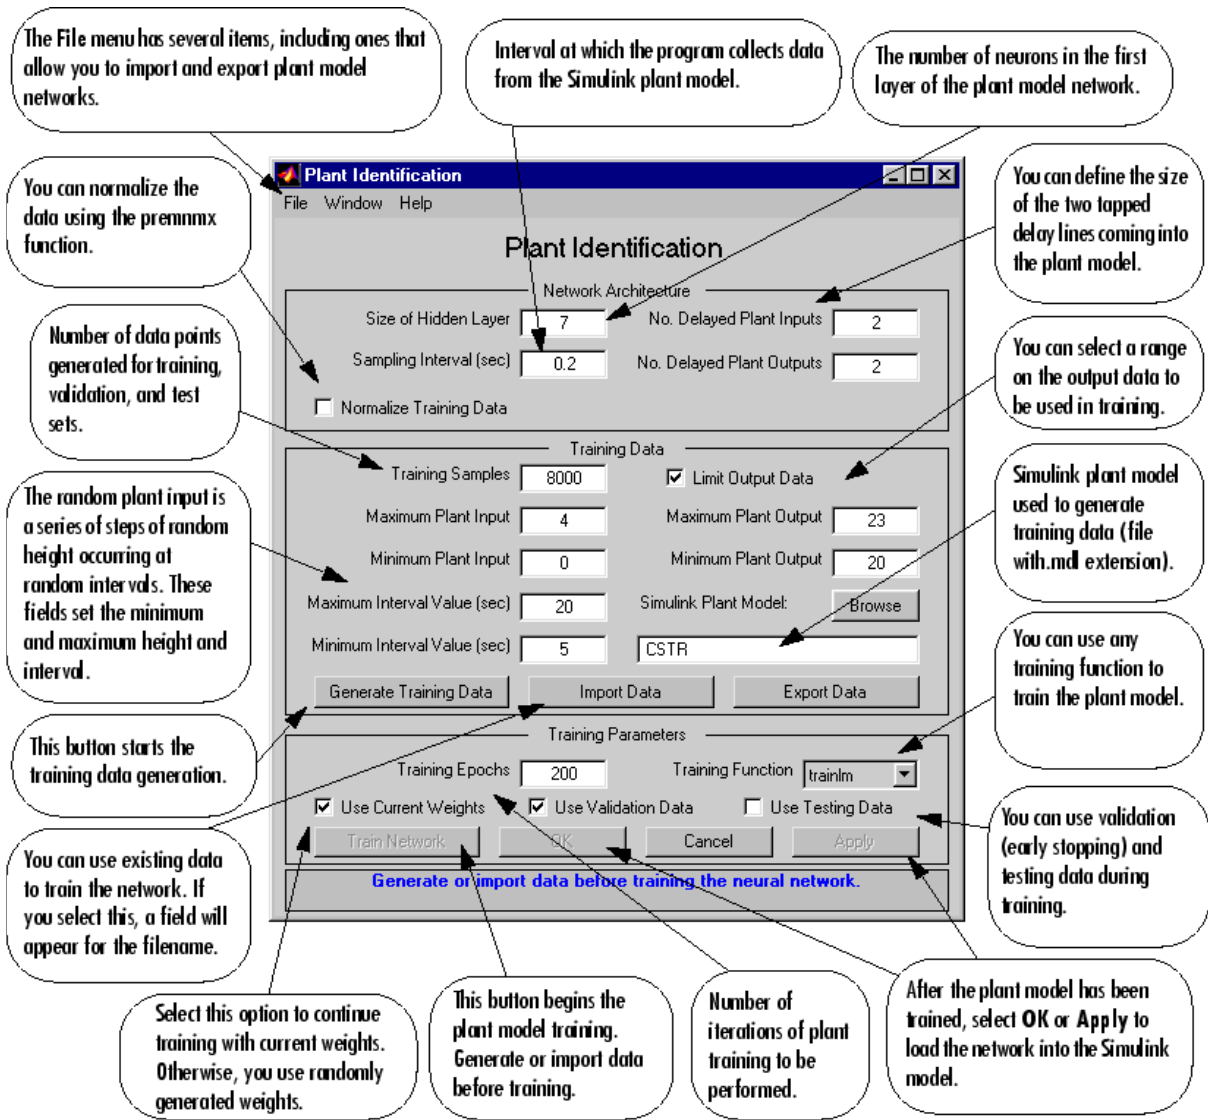 The File menu has several items, including ones that
allow you to import and export plant model
networks.
Interval at which the program collects data
from the Simulink plant model.
The number of neurons in the first
layer of the plant model network.
You can normalize the
data using the premnmx
function.
You can define the size
of the two tapped
delay lines coming into
the plant model.
Number of data points
generated for training,
validation, and test
sets.
You can select a range
on the output data to
be used in training.
The random plant input is
a series of steps of random
height occurring at
random intervals. These
fields set the minimum
and maximum height and
interval.
Simulink plant model
used to generate
training data (file
with.mdl extension).
You can use any
training function to
train the plant model.
This button starts the
training data generation.
You can use existing data
to train the network. If
you select this, a field will
appear for the filename.
You can use validation
(early stopping) and
testing data during
training.
Select this option to continue
training with current weights.
Otherwise, you use randomly
generated weights.
This button begins the
plant model training.
Generate or import data
before training.
Number of
iterations of plant
training to be
performed.
After the plant model has been
trained, select OK or Apply to
load the network into the Simulink
model.
Plant Identification
File Window Help
Plant Identification
Network Architecture
Size of Hidden Layer 7 No. Delayed Plant Inputs 2
Sampling Interval (sec) 0.2 No. Delayed Plant Outputs 2
Normalize Training Data
Training Data
Training Samples 8000 Limit Output Data
Maximum Plant Input 4 Maximum Plant Output 23
Minimum Plant Input 0 Minimum Plant Output 20
Maximum Interval Value (sec) 20 Simulink Plant Model: Browse
Minimum Interval Value (sec) 5 CSTR
Generate Training Data Import Data Export Data
Training Parameters
Training Epochs 200 Training Function trainlm
Use Current Weights Use Validation Data Use Testing Data
Train Network OK Cancel Apply
Generate or import data before training the neural network.